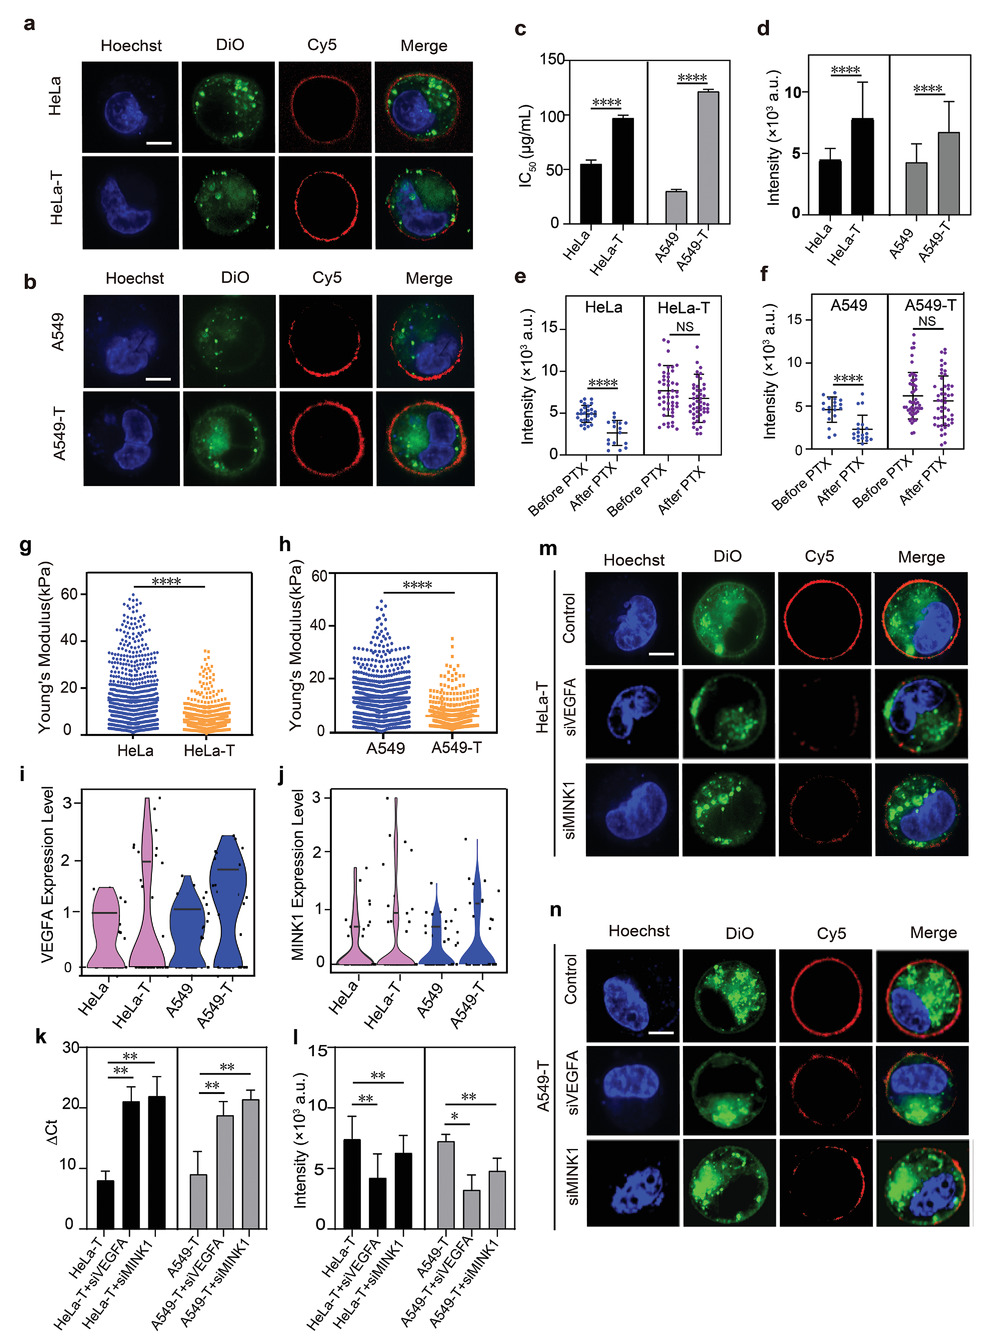 a
Hoechst DiO Cy5 Merge
HeLa
HeLa-T
b
Hoechst DiO Cy5 Merge
A549
A549-T
c
IC50 (μg/mL)
150
100
50
0
****
****
HeLa
HeLa-T
A549
A549-T
d
Intensity (×10³ a.u.)
10
5
0
****
****
HeLa
HeLa-T
A549
A549-T
e
HeLa HeLa-T
Intensity (×10³ a.u.)
15
10
5
0
****
NS
Before PTX
After PTX
Before PTX
After PTX
f
A549 A549-T
Intensity (×10³ a.u.)
15
10
5
0
****
NS
Before PTX
After PTX
Before PTX
After PTX
g
Young's Modulus(kPa)
60
40
20
0
****
HeLa HeLa-T
h
Young's Modulus(kPa)
60
40
20
0
****
A549 A549-T
i
VEGFA Expression Level
3
2
1
0
HeLa
HeLa-T
A549
A549-T
j
MINK1 Expression Level
3
2
1
0
HeLa
HeLa-T
A549
A549-T
k
ΔCt
30
20
10
0
**
**
**
**
HeLa-T
HeLa-T+siVEGFA
HeLa-T+siMINK1
A549-T
A549-T+siVEGFA
A549-T+siMINK1
l
Intensity (×10³ a.u.)
15
10
5
0
**
**
**
*
HeLa-T
HeLa-T+siVEGFA
HeLa-T+siMINK1
A549-T
A549-T+siVEGFA
A549-T+siMINK1
m
Hoechst DiO Cy5 Merge
HeLa-T
Control
siVEGFA
siMINK1
n
Hoechst DiO Cy5 Merge
A549-T
Control
siVEGFA
siMINK1